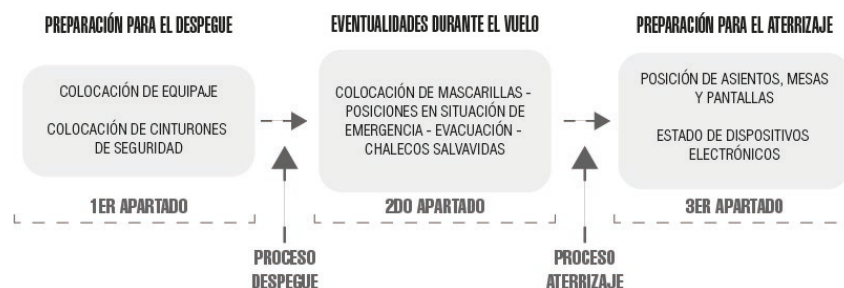 PREPARACIÓN PARA EL DESPEGUE
EVENTUALIDADES DURANTE EL VUELO
PREPARACIÓN PARA EL ATERRIZAJE
COLOCACIÓN DE EQUIPAJE
COLOCACIÓN DE CINTURONES
DE SEGURIDAD
COLOCACIÓN DE MASCARILLAS -
POSICIONES EN SITUACIÓN DE
EMERGENCIA - EVACUACIÓN -
CHALECOS SALVAVIDAS
POSICIÓN DE ASIENTOS, MESAS
Y PANTALLAS
ESTADO DE DISPOSITIVOS
ELECTRÓNICOS
1ER APARTADO
2DO APARTADO
3ER APARTADO
PROCESO
DESPEGUE
PROCESO
ATERRIZAJE